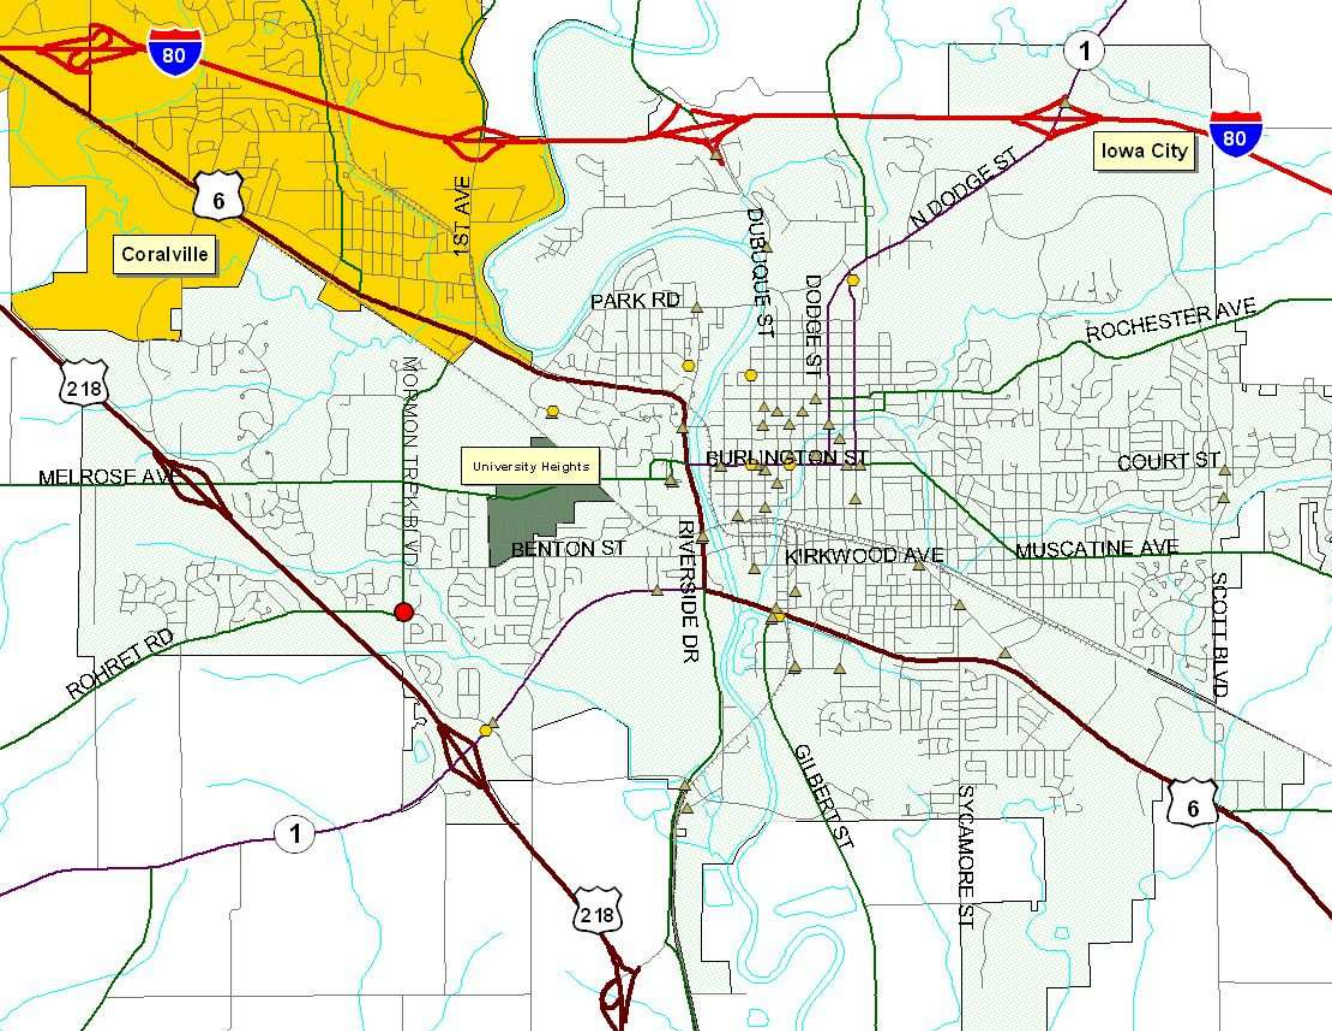 80
1
Iowa City
80
6
1ST AVE
N DODGE ST
Coralville
DUBUQUE ST
PARK RD
DODGE ST
ROCHESTER AVE
218
MORMON TREK BLVD
MELROSE AVE
University Heights
BURLINGTON ST
COURT ST
BENTON ST
RIVERSIDE DR
KIRKWOOD AVE
MUSCATINE AVE
SCOTT BLVD
ROHRET RD
GILBERT ST
SYCAMORE ST
6
1
218